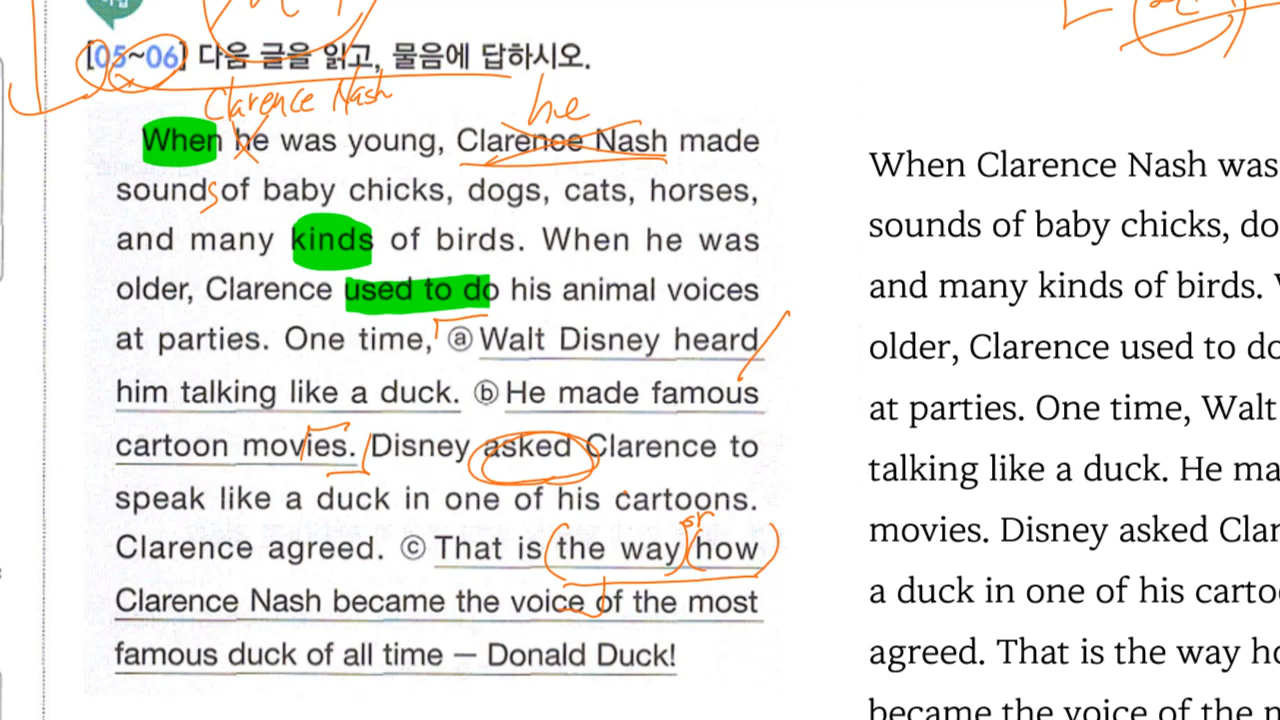 [05~06] 다음 글을 읽고, 물음에 답하시오.
Clarence Nash
he
When he was young, Clarence Nash made
sounds of baby chicks, dogs, cats, horses,
and many kinds of birds. When he was
older, Clarence used to do his animal voices
at parties. One time, ⓐ Walt Disney heard
him talking like a duck. ⓑ He made famous
cartoon movies. Disney asked Clarence to
speak like a duck in one of his cartoons.
or
Clarence agreed. ⓒ That is the way how
Clarence Nash became the voice of the most
famous duck of all time — Donald Duck!
When Clarence Nash was
sounds of baby chicks, do
and many kinds of birds.
older, Clarence used to do
at parties. One time, Walt
talking like a duck. He ma
movies. Disney asked Clar
a duck in one of his carto
agreed. That is the way ho
became the voice of the